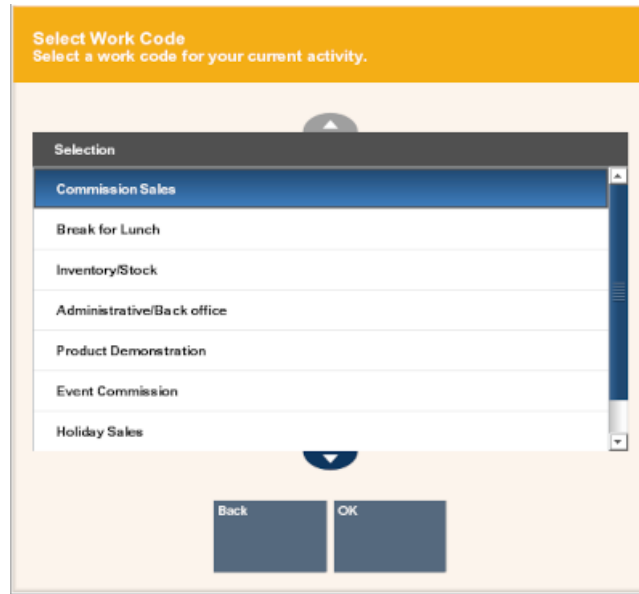 Select Work Code
Select a work code for your current activity.
Selection
Commission Sales
Break for Lunch
Inventory/Stock
Administrative/Back office
Product Demonstration
Event Commission
Holiday Sales
Back
OK